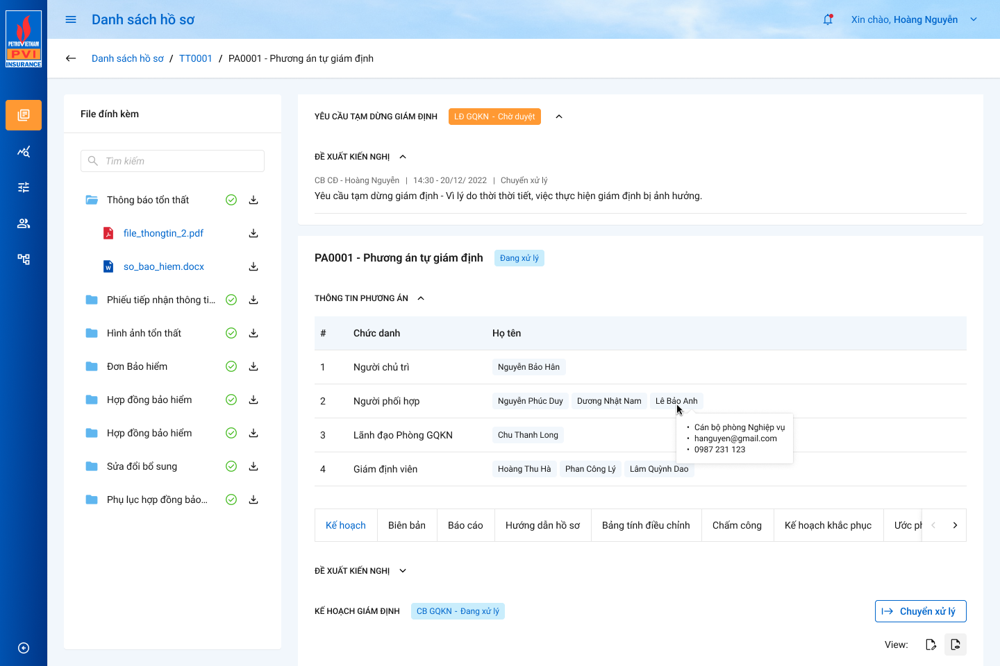 PETROVIETNAM
PVI
INSURANCE
Danh sách hồ sơ
Xin chào, Hoàng Nguyễn
Danh sách hồ sơ / TT0001 / PA0001 - Phương án tự giám định
File đính kèm
Tìm kiếm
Thông báo tổn thất
file_thongtin_2.pdf
so_bao_hiem.docx
Phiếu tiếp nhận thông ti...
Hình ảnh tổn thất
Đơn Bảo hiểm
Hợp đồng bảo hiểm
Hợp đồng bảo hiểm
Sửa đổi bổ sung
Phụ lục hợp đồng bảo...
YÊU CẦU TẠM DỪNG GIÁM ĐỊNH LĐ GQKN - Chờ duyệt
ĐỀ XUẤT KIẾN NGHỊ
CB CĐ - Hoàng Nguyễn | 14:30 - 20/12/ 2022 | Chuyển xử lý
Yêu cầu tạm dừng giám định - Vì lý do thời thời tiết, việc thực hiện giám định bị ảnh hưởng.
PA0001 - Phương án tự giám định Đang xử lý
THÔNG TIN PHƯƠNG ÁN
# Chức danh Họ tên
1 Người chủ trì Nguyễn Bảo Hân
2 Người phối hợp Nguyễn Phúc Duy Dương Nhật Nam Lê Bảo Anh
• Cán bộ phòng Nghiệp vụ
• hanguyen@gmail.com
• 0987 231 123
3 Lãnh đạo Phòng GQKN Chu Thanh Long
4 Giám định viên Hoàng Thu Hà Phan Công Lý Lâm Quỳnh Dao
Kế hoạch Biên bản Báo cáo Hướng dẫn hồ sơ Bảng tính điều chỉnh Chấm công Kế hoạch khắc phục Ước ph
ĐỀ XUẤT KIẾN NGHỊ
KẾ HOẠCH GIÁM ĐỊNH CB GQKN - Đang xử lý Chuyển xử lý
View: